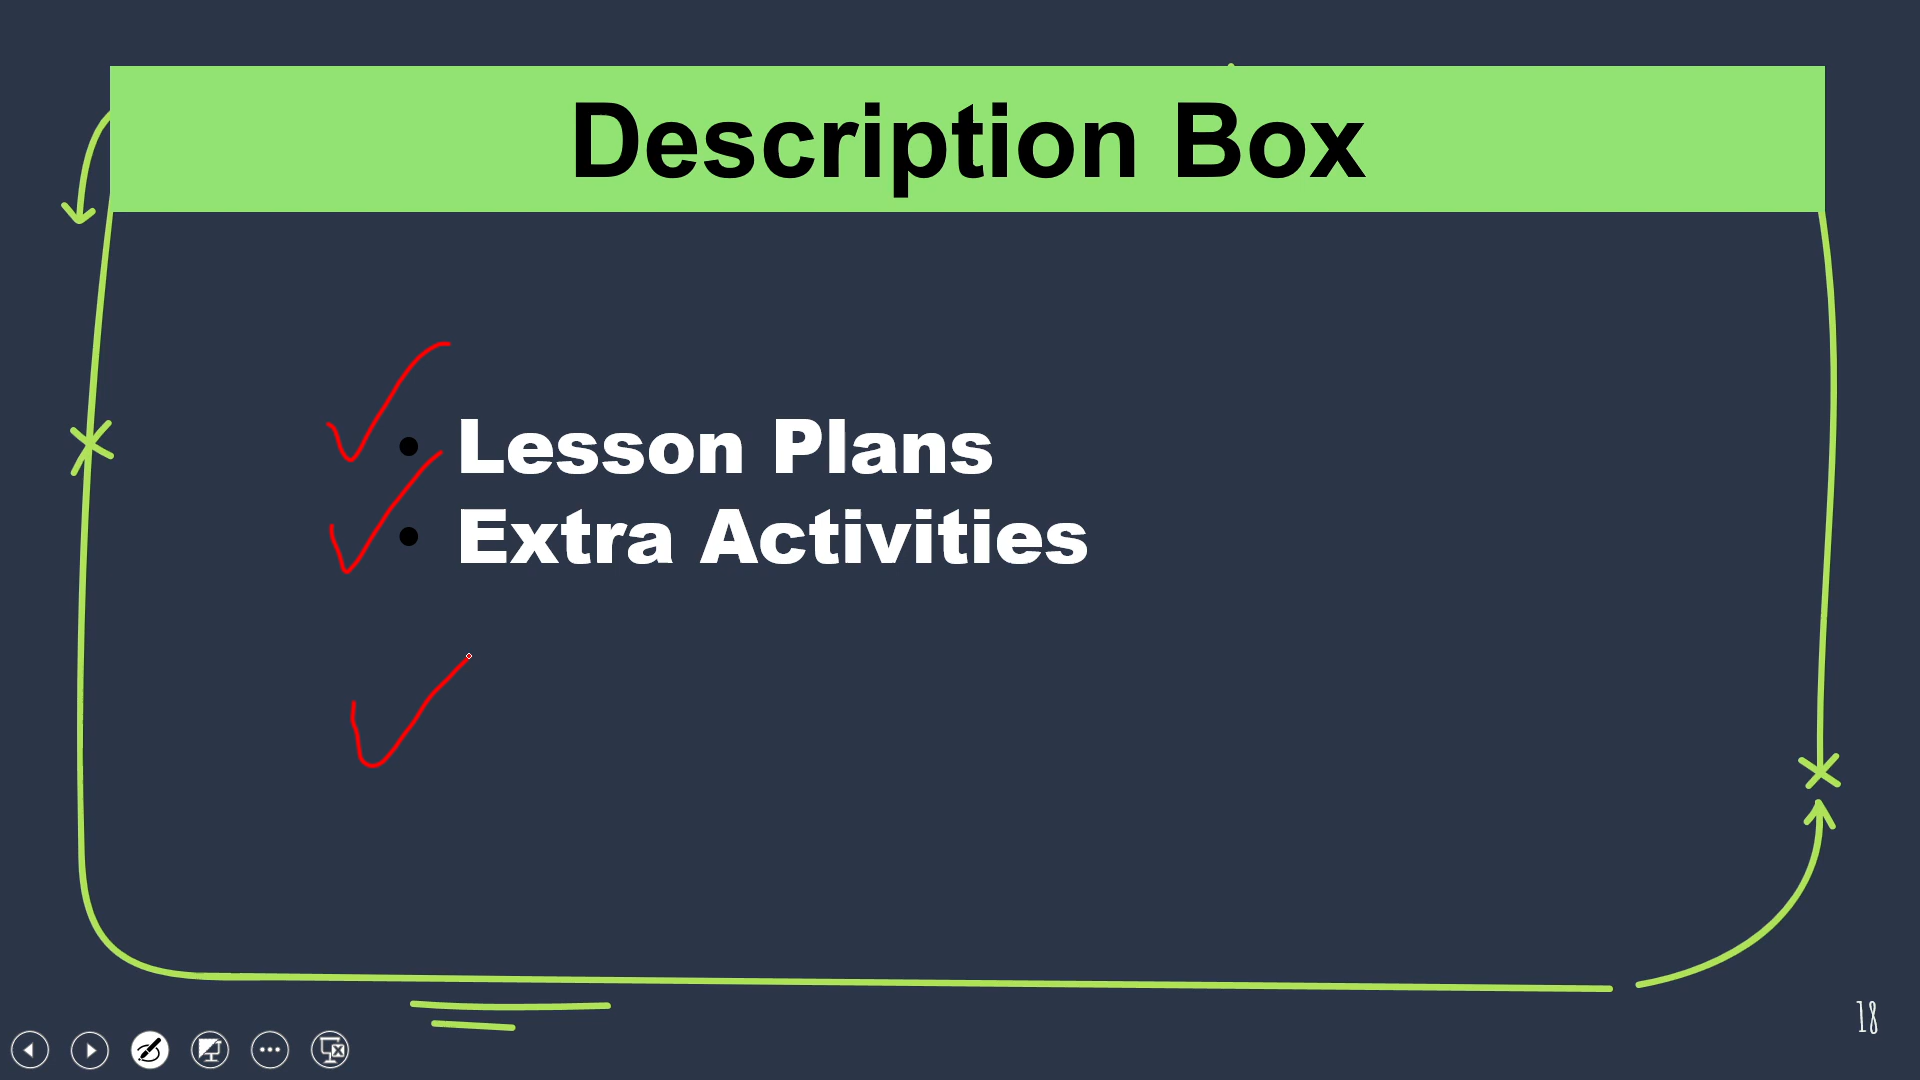 Description Box
• Lesson Plans
• Extra Activities
18